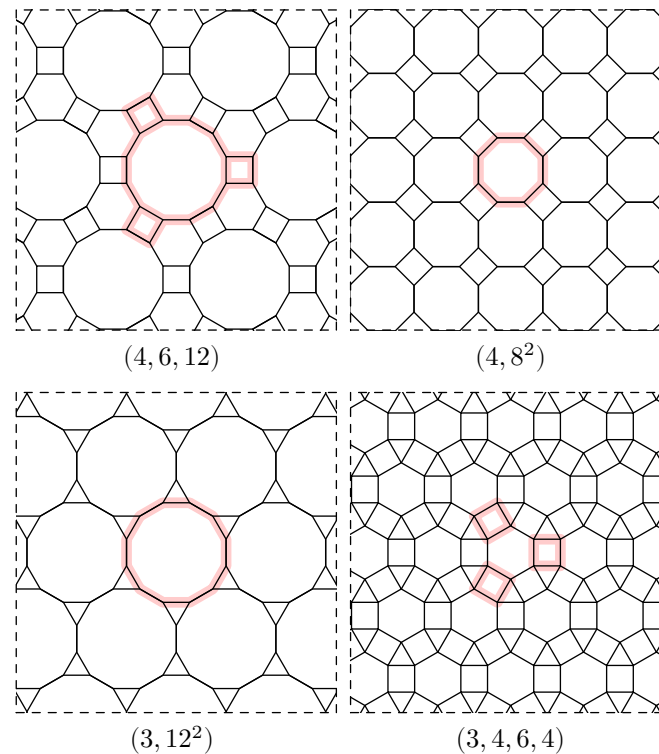 (4, 6, 12)
(4, 8²)
(3, 12²)
(3, 4, 6, 4)